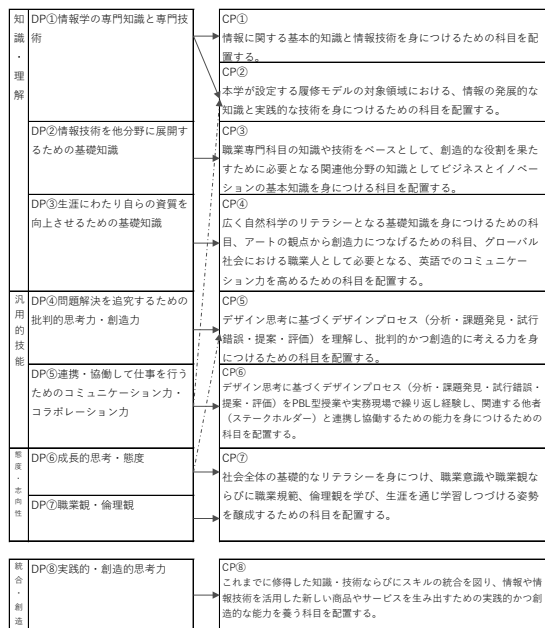 知識・理解
DP①情報学の専門知識と専門技
術
CP①
情報に関する基本的知識と情報技術を身につけるための科目を配
置する。
CP②
本学が設定する履修モデルの対象領域における、情報の発展的な
知識と実践的な技術を身につけるための科目を配置する。
DP②情報技術を他分野に展開す
るための基礎知識
CP③
職業専門科目の知識や技術をベースとして、創造的な役割を果た
すために必要となる関連他分野の知識としてビジネスとイノベー
ションの基本知識を身につける科目を配置する。
DP③生涯にわたり自らの資質を
向上させるための基礎知識
CP④
広く自然科学のリテラシーとなる基礎知識を身につけるための科
目、アートの観点から創造力につなげるための科目、グローバル
社会における職業人として必要となる、英語でのコミュニケー
ション力を高めるための科目を配置する。
汎用的技能
DP④問題解決を追究するための
批判的思考力・創造力
CP⑤
デザイン思考に基づくデザインプロセス（分析・課題発見・試行
錯誤・提案・評価）を理解し、批判的かつ創造的に考える力を身
につけるための科目を配置する。
DP⑤連携・協働して仕事を行う
ためのコミュニケーション力・
コラボレーション力
CP⑥
デザイン思考に基づくデザインプロセス（分析・課題発見・試行錯誤・
提案・評価）をPBL型授業や実務現場で繰り返し経験し、関連する他者
（ステークホルダー）と連携し協働するための能力を身につけるための
科目を配置する。
態度・志向性
DP⑥成長的思考・態度
CP⑦
社会全体の基礎的なリテラシーを身につけ、職業意識や職業観な
らびに職業規範、倫理観を学び、生涯を通じ学習しつづける姿勢
を醸成するための科目を配置する。
DP⑦職業観・倫理観
統合・創造
DP⑧実践的・創造的思考力
CP⑧
これまでに修得した知識・技術ならびにスキルの統合を図り、情報や情
報技術を活用した新しい商品やサービスを生み出すための実践的かつ創
造的な能力を養う科目を配置する。